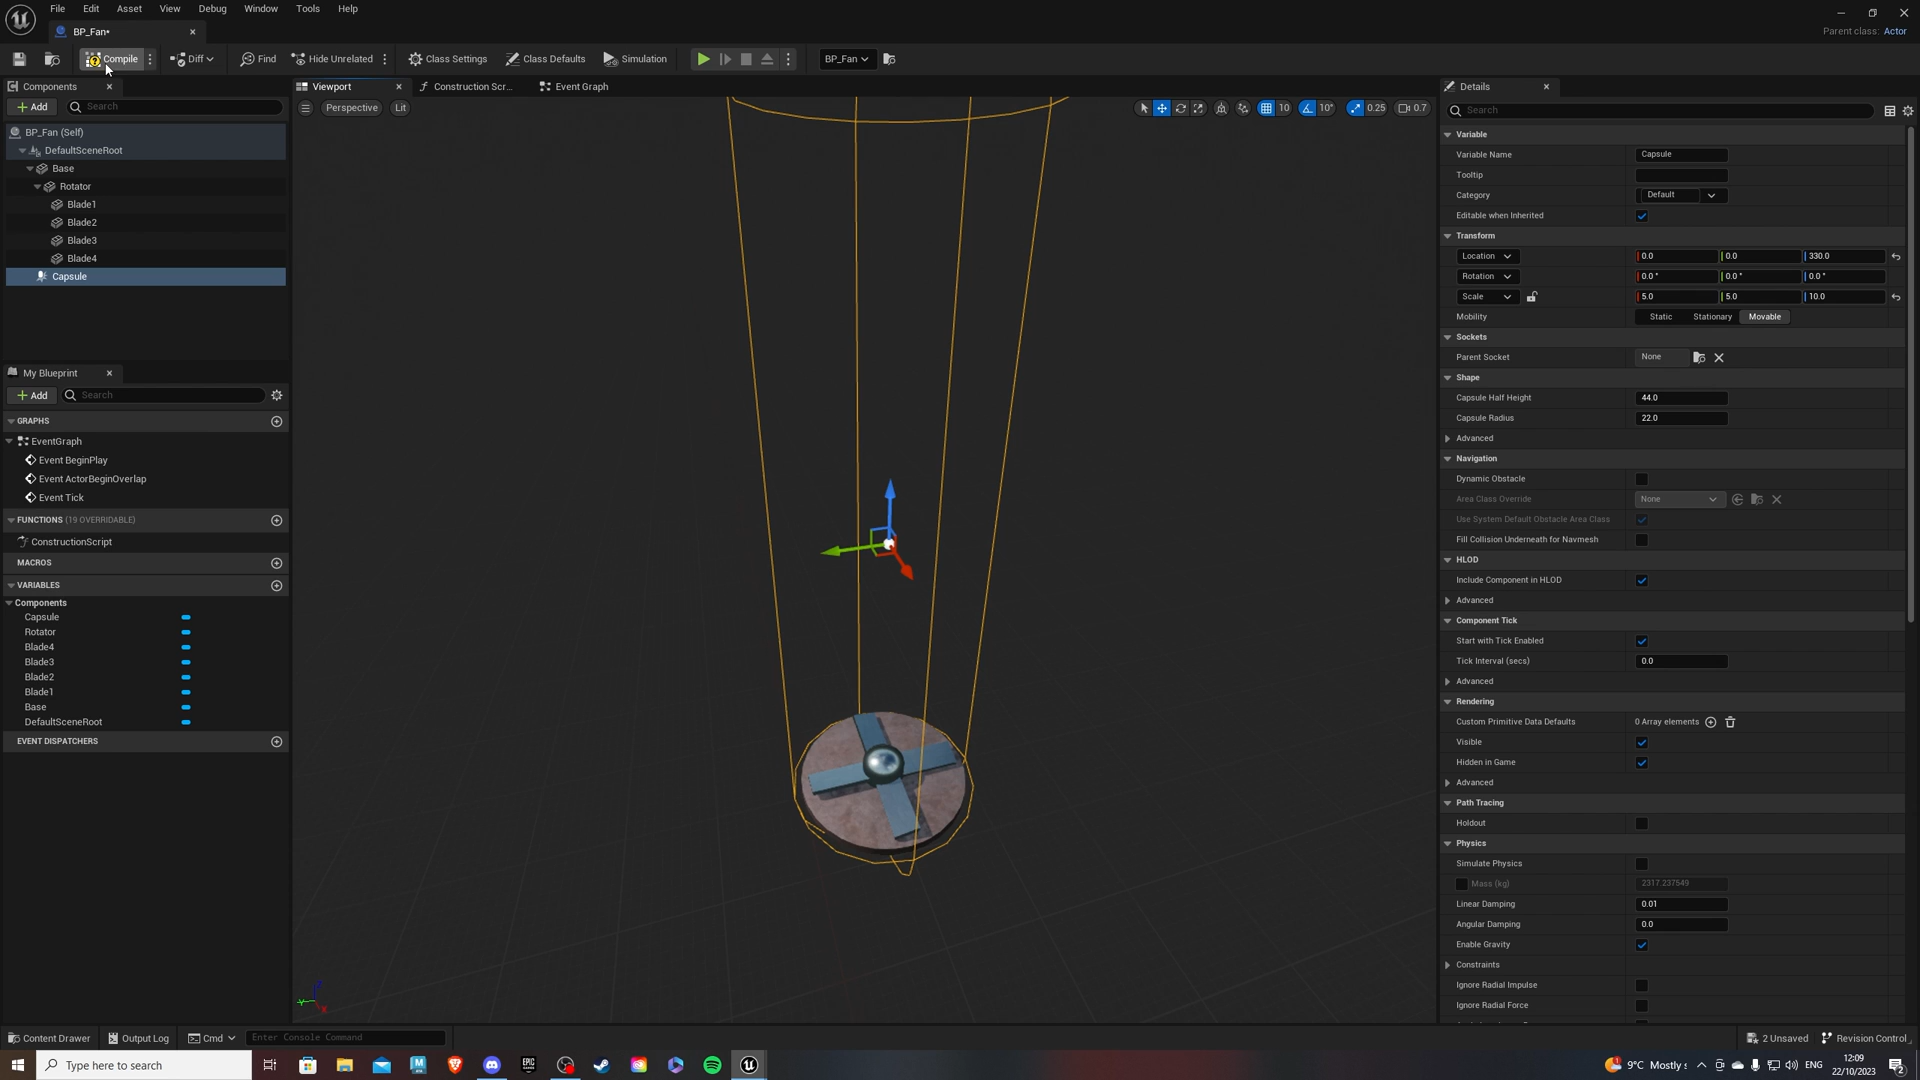 File Edit Asset View Debug Window Tools Help
BP_Fan•
Parent class: Actor
Compile Diff Find Hide Unrelated Class Settings Class Defaults Simulation BP_Fan
Components
Add Search
BP_Fan (Self)
DefaultSceneRoot
Base
Rotator
Blade1
Blade2
Blade3
Blade4
Capsule
My Blueprint
Add Search
GRAPHS
EventGraph
Event BeginPlay
Event ActorBeginOverlap
Event Tick
FUNCTIONS (19 OVERRIDABLE)
ConstructionScript
MACROS
VARIABLES
Components
Capsule
Rotator
Blade4
Blade3
Blade2
Blade1
Base
DefaultSceneRoot
EVENT DISPATCHERS
Viewport Construction Scr... Event Graph
Perspective Lit
10 10° 0.25 0.7
Details
Search
Variable
Variable Name Capsule
Tooltip
Category Default
Editable when Inherited
Transform
Location 0.0 0.0 330.0
Rotation 0.0 ° 0.0 ° 0.0 °
Scale 5.0 5.0 10.0
Mobility Static Stationary Movable
Sockets
Parent Socket None
Shape
Capsule Half Height 44.0
Capsule Radius 22.0
Advanced
Navigation
Dynamic Obstacle
Area Class Override None
Use System Default Obstacle Area Class
Fill Collision Underneath for Navmesh
HLOD
Include Component in HLOD
Advanced
Component Tick
Start with Tick Enabled
Tick Interval (secs) 0.0
Advanced
Rendering
Custom Primitive Data Defaults 0 Array elements
Visible
Hidden in Game
Advanced
Path Tracing
Holdout
Physics
Simulate Physics
Mass (kg) 2317.237549
Linear Damping 0.01
Angular Damping 0.0
Enable Gravity
Constraints
Ignore Radial Impulse
Ignore Radial Force
Content Drawer Output Log Cmd Enter Console Command
2 Unsaved Revision Control
Type here to search
9°C Mostly s ENG
12:09
22/10/2023